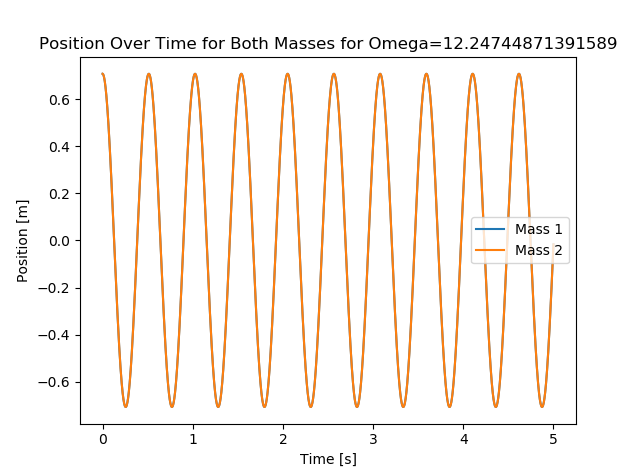 Position Over Time for Both Masses for Omega=12.24744871391589
Position [m]
0.6
0.4
0.2
0.0
−0.2
−0.4
−0.6
Mass 1
Mass 2
0 1 2 3 4 5
Time [s]